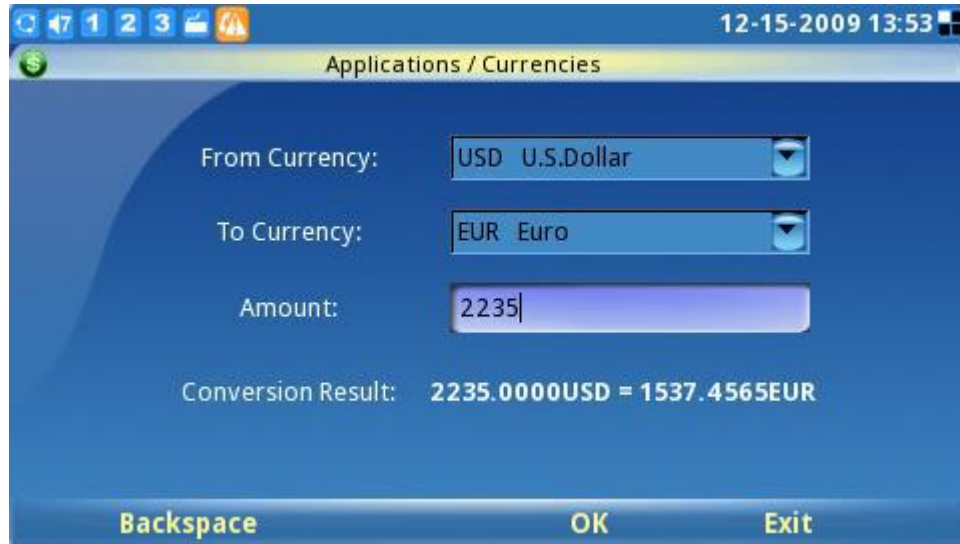 1 2 3 12-15-2009 13:53
Applications / Currencies
From Currency: USD U.S.Dollar
To Currency: EUR Euro
Amount: 2235
Conversion Result: 2235.0000USD = 1537.4565EUR
Backspace OK Exit